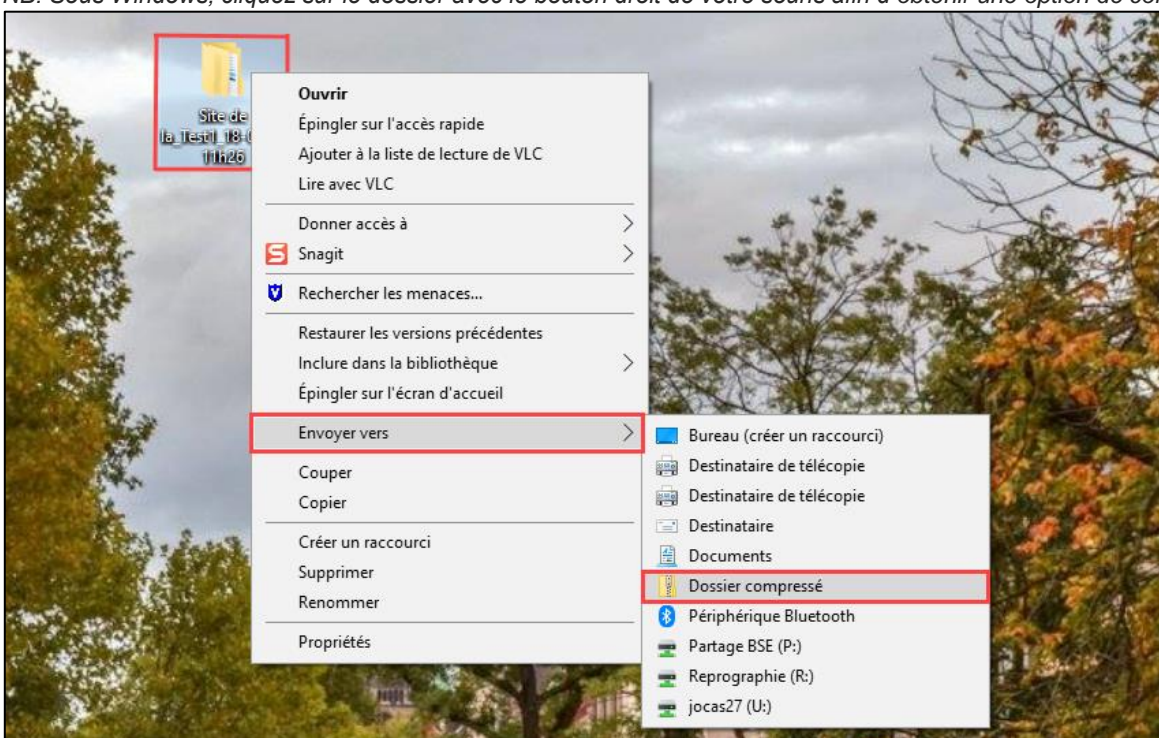 NB: Sous Windows, cliquez sur le dossier avec le bouton droit de votre souris afin d'obtenir une option de
Site de
la_Test1_18-
11h26
Ouvrir
Épingler sur l'accès rapide
Ajouter à la liste de lecture de VLC
Lire avec VLC
Donner accès à
Snagit
Rechercher les menaces...
Restaurer les versions précédentes
Inclure dans la bibliothèque
Épingler sur l'écran d'accueil
Envoyer vers
Couper
Copier
Créer un raccourci
Supprimer
Renommer
Propriétés
Bureau (créer un raccourci)
Destinataire de télécopie
Destinataire de télécopie
Destinataire
Documents
Dossier compressé
Périphérique Bluetooth
Partage BSE (P:)
Reprographie (R:)
jocas27 (U:)